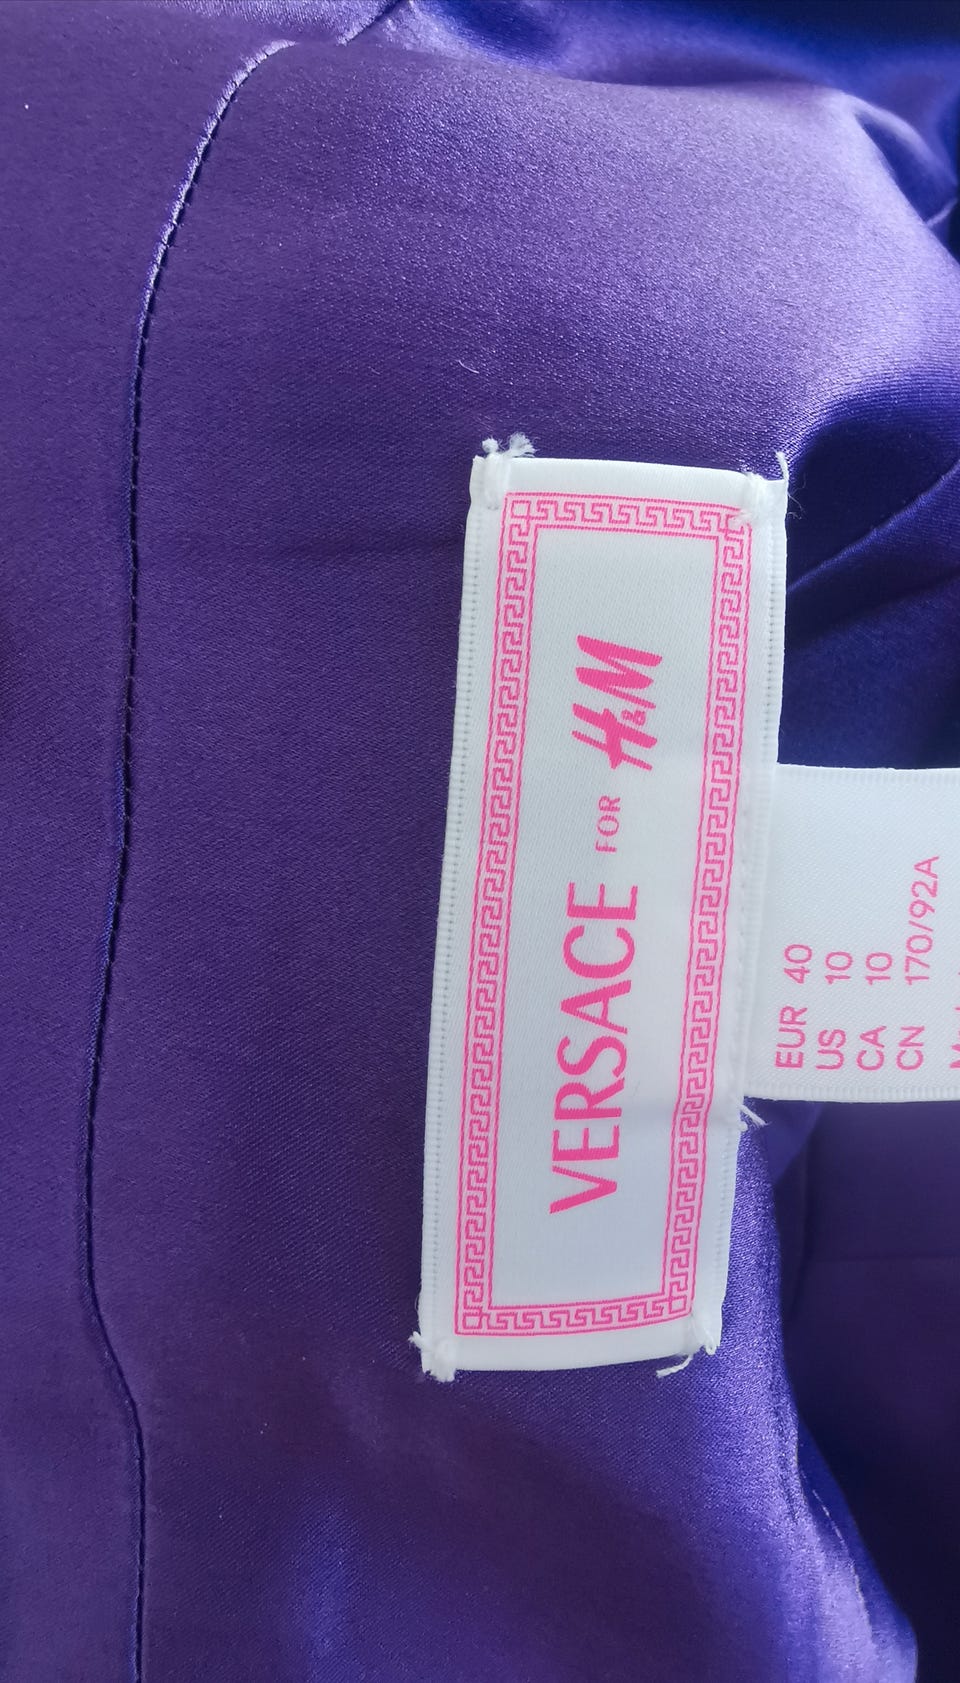 VERSACE FOR H&M
EUR 40
US 10
CA 10
CN 170/92A